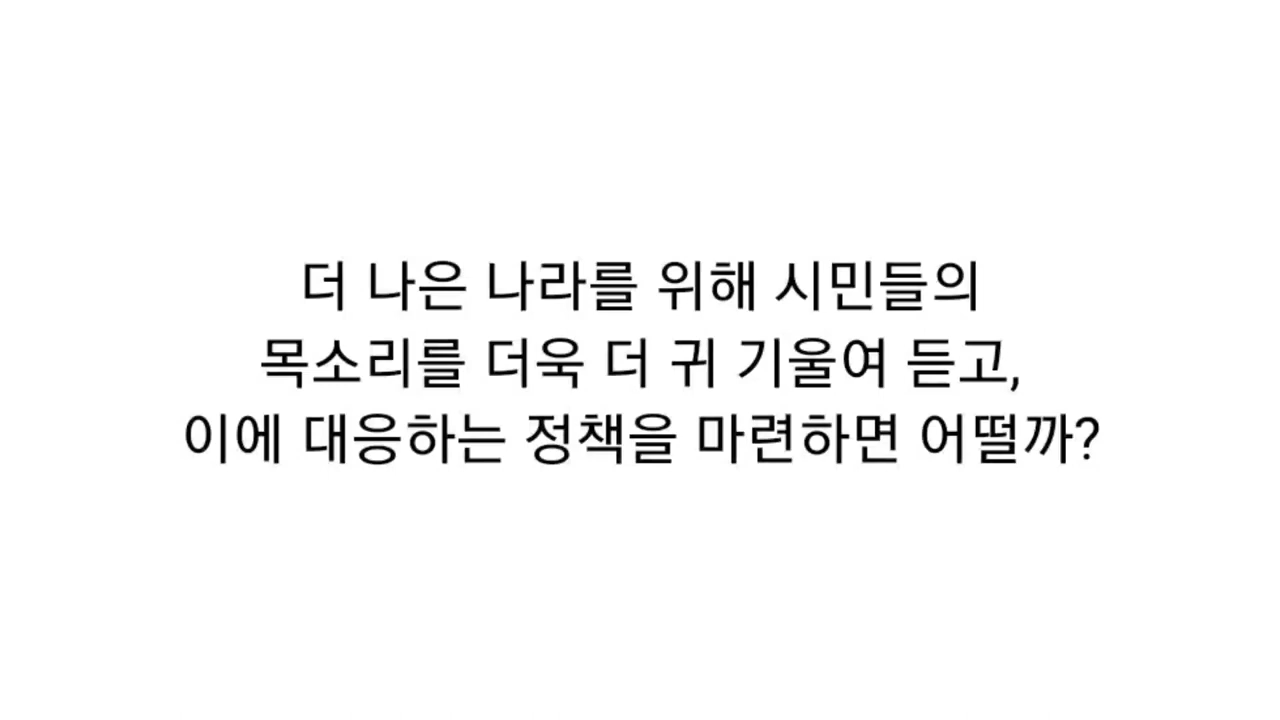 더 나은 나라를 위해 시민들의
목소리를 더욱 더 귀 기울여 듣고,
이에 대응하는 정책을 마련하면 어떨까?